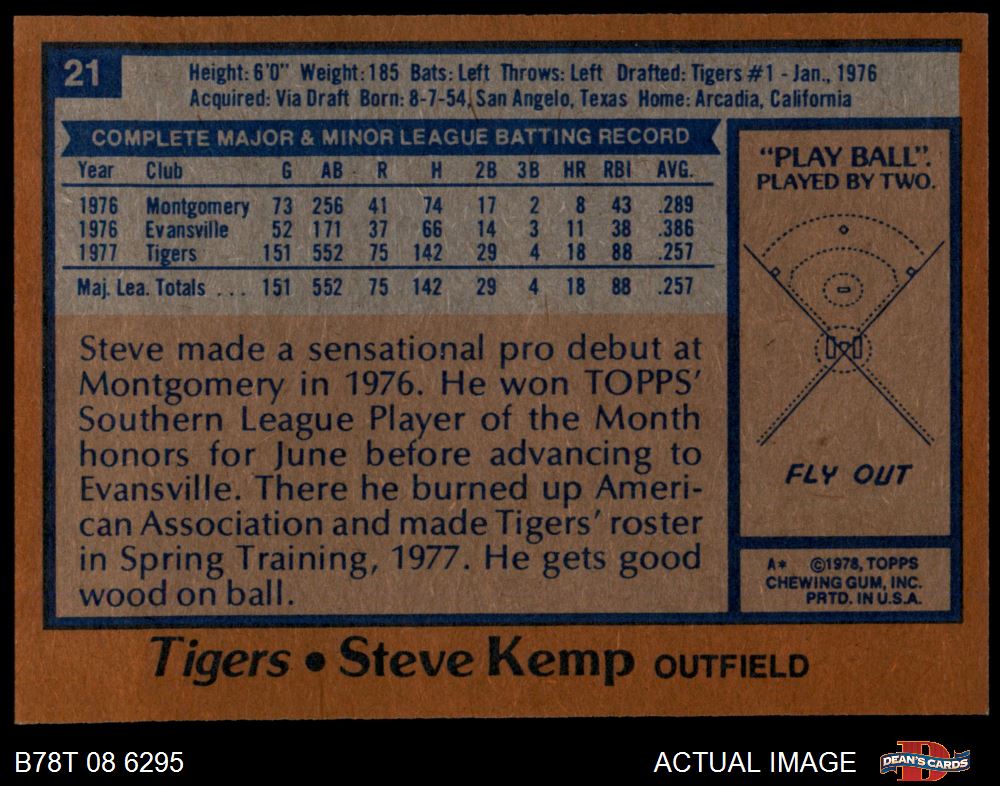 21
Height: 6'0" Weight: 185 Bats: Left Throws: Left Drafted: Tigers #1 - Jan., 1976
Acquired: Via Draft Born: 8-7-54, San Angelo, Texas Home: Arcadia, California
COMPLETE MAJOR & MINOR LEAGUE BATTING RECORD
Year Club G AB R H 2B 3B HR RBI AVG.
1976 Montgomery 73 256 41 74 17 2 8 43 .289
1976 Evansville 52 171 37 66 14 3 11 38 .386
1977 Tigers 151 552 75 142 29 4 18 88 .257
Maj. Lea. Totals . . . 151 552 75 142 29 4 18 88 .257
Steve made a sensational pro debut at
Montgomery in 1976. He won TOPPS'
Southern League Player of the Month
honors for June before advancing to
Evansville. There he burned up Ameri-
can Association and made Tigers' roster
in Spring Training, 1977. He gets good
wood on ball.
"PLAY BALL".
PLAYED BY TWO.
FLY OUT
A* ©1978, TOPPS
CHEWING GUM, INC.
PRTD. IN U.S.A.
Tigers • Steve Kemp OUTFIELD
B78T 08 6295
ACTUAL IMAGE
D
DEAN'S CARDS